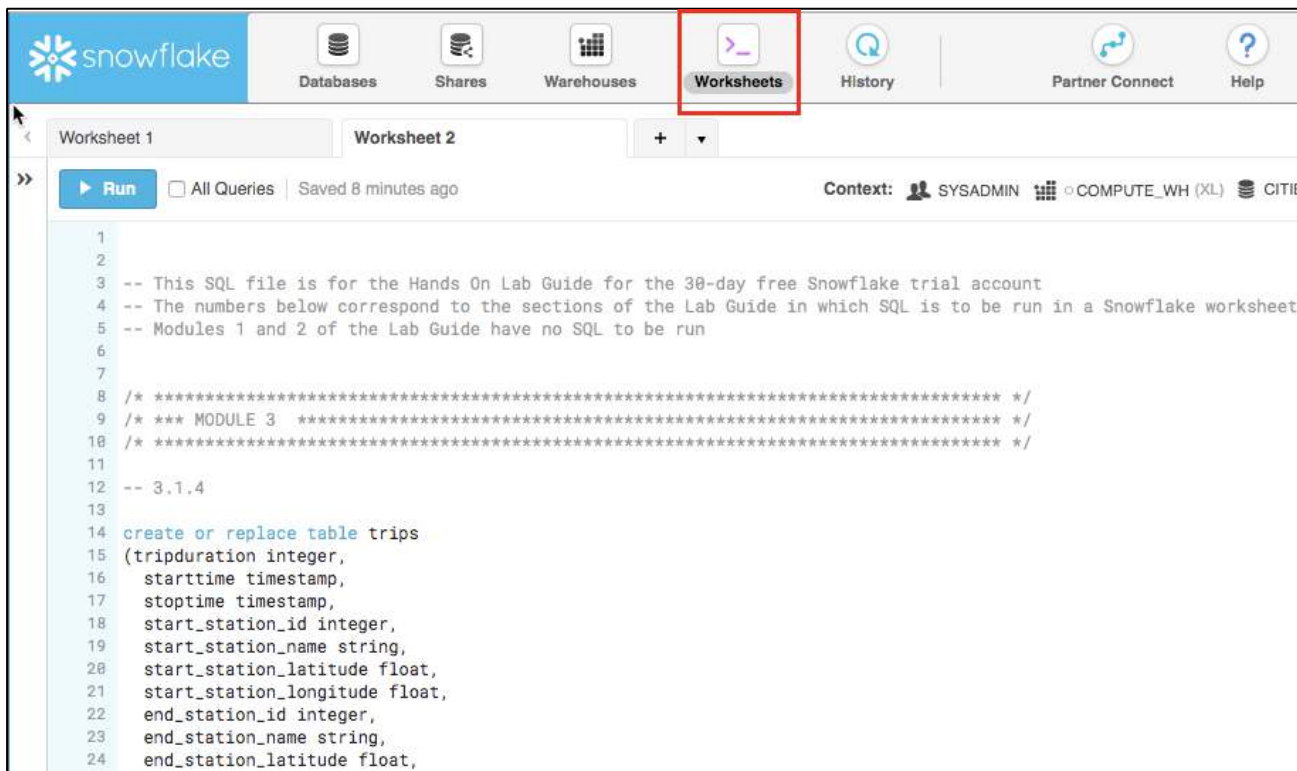 snowflake
Databases Shares Warehouses Worksheets History Partner Connect Help
Worksheet 1 Worksheet 2 +
Run All Queries Saved 8 minutes ago Context: SYSADMIN COMPUTE_WH (XL) CITIE
1
2
3 -- This SQL file is for the Hands On Lab Guide for the 30-day free Snowflake trial account
4 -- The numbers below correspond to the sections of the Lab Guide in which SQL is to be run in a Snowflake worksheet
5 -- Modules 1 and 2 of the Lab Guide have no SQL to be run
6
7
8 /* *********************************************************************************** */
9 /* *** MODULE 3 ********************************************************************* */
10 /* *********************************************************************************** */
11
12 -- 3.1.4
13
14 create or replace table trips
15 (tripduration integer,
16 starttime timestamp,
17 stoptime timestamp,
18 start_station_id integer,
19 start_station_name string,
20 start_station_latitude float,
21 start_station_longitude float,
22 end_station_id integer,
23 end_station_name string,
24 end_station_latitude float,